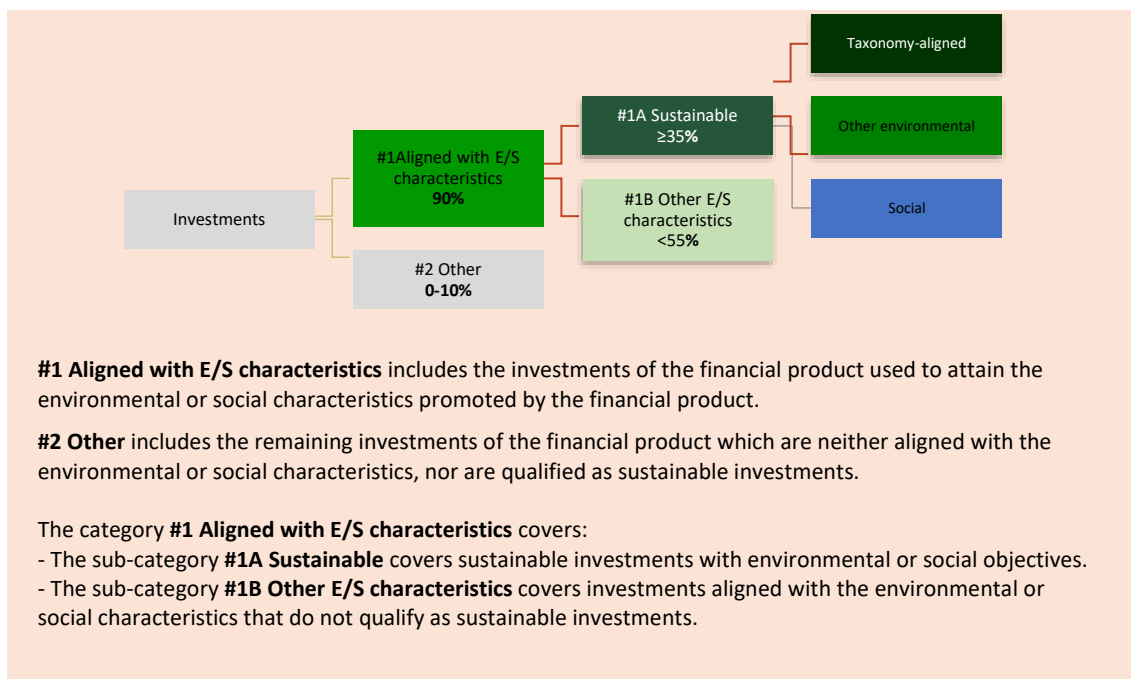 Taxonomy-aligned
#1A Sustainable
≥35%
Other environmental
#1Aligned with E/S
characteristics
90%
#1B Other E/S
characteristics
<55%
Investments
Social
#2 Other
0-10%
#1 Aligned with E/S characteristics includes the investments of the financial product used to attain the
environmental or social characteristics promoted by the financial product.
#2 Other includes the remaining investments of the financial product which are neither aligned with the
environmental or social characteristics, nor are qualified as sustainable investments.
The category #1 Aligned with E/S characteristics covers:
- The sub-category #1A Sustainable covers sustainable investments with environmental or social objectives.
- The sub-category #1B Other E/S characteristics covers investments aligned with the environmental or
social characteristics that do not qualify as sustainable investments.